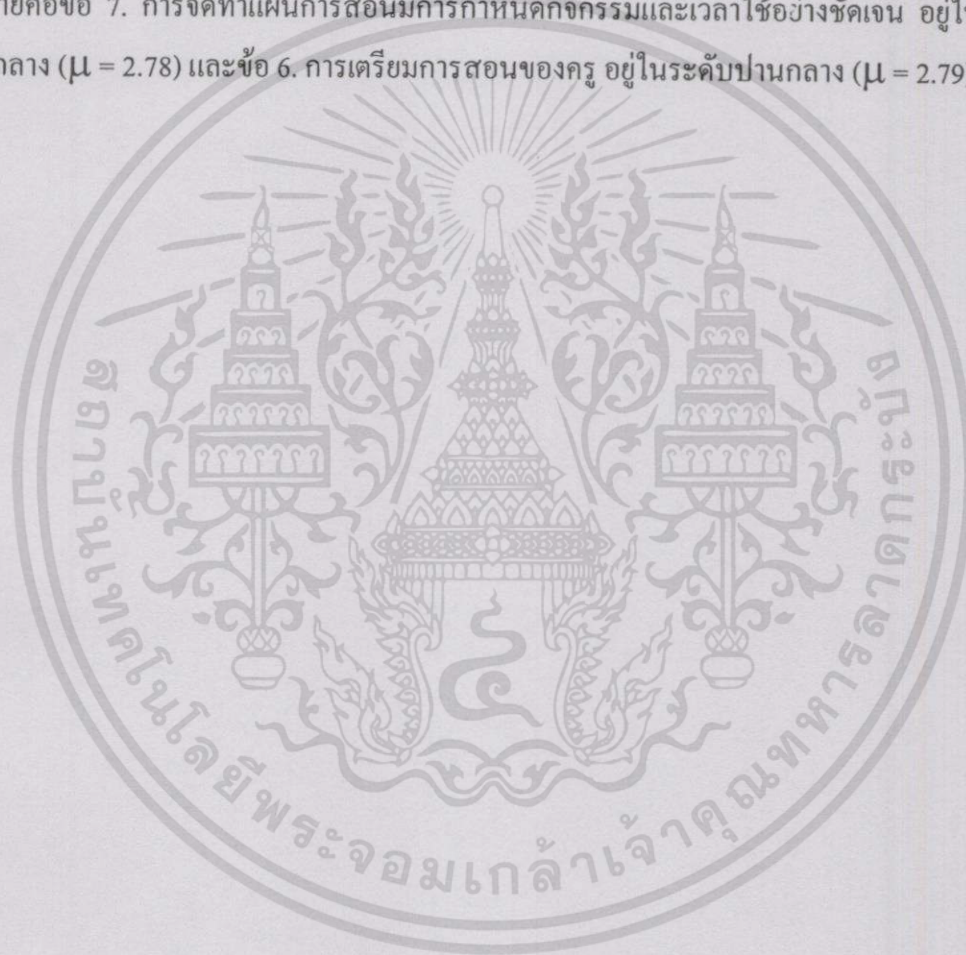 ายคือข้อ 7. การจัดทำแผนการสอนมีการกำหนดกิจกรรมและเวลาใช้อย่างชัดเจน อยู่ใ
กลาง (μ = 2.78) และข้อ 6. การเตรียมการสอนของครู อยู่ในระดับปานกลาง (μ = 2.79
สถาบันเทคโนโลยีพระจอมเกล้าเจ้าคุณทหารลาดกระบัง